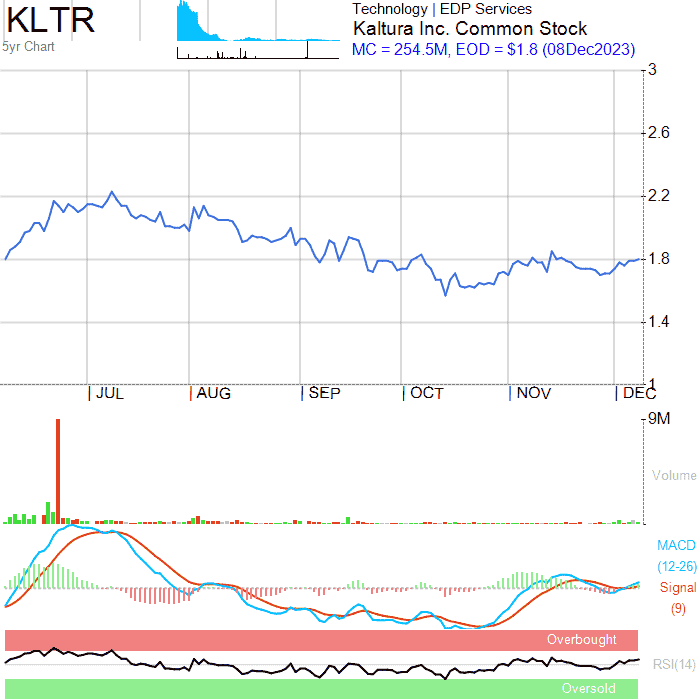 KLTR
5yr Chart
Technology | EDP Services
Kaltura Inc. Common Stock
MC = 254.5M, EOD = $1.8 (08Dec2023)
3
2.6
2.2
1.8
1.4
1
JUL AUG SEP OCT NOV DEC
9M
Volume
MACD
(12-26)
Signal
(9)
Overbought
RSI(14)
Oversold